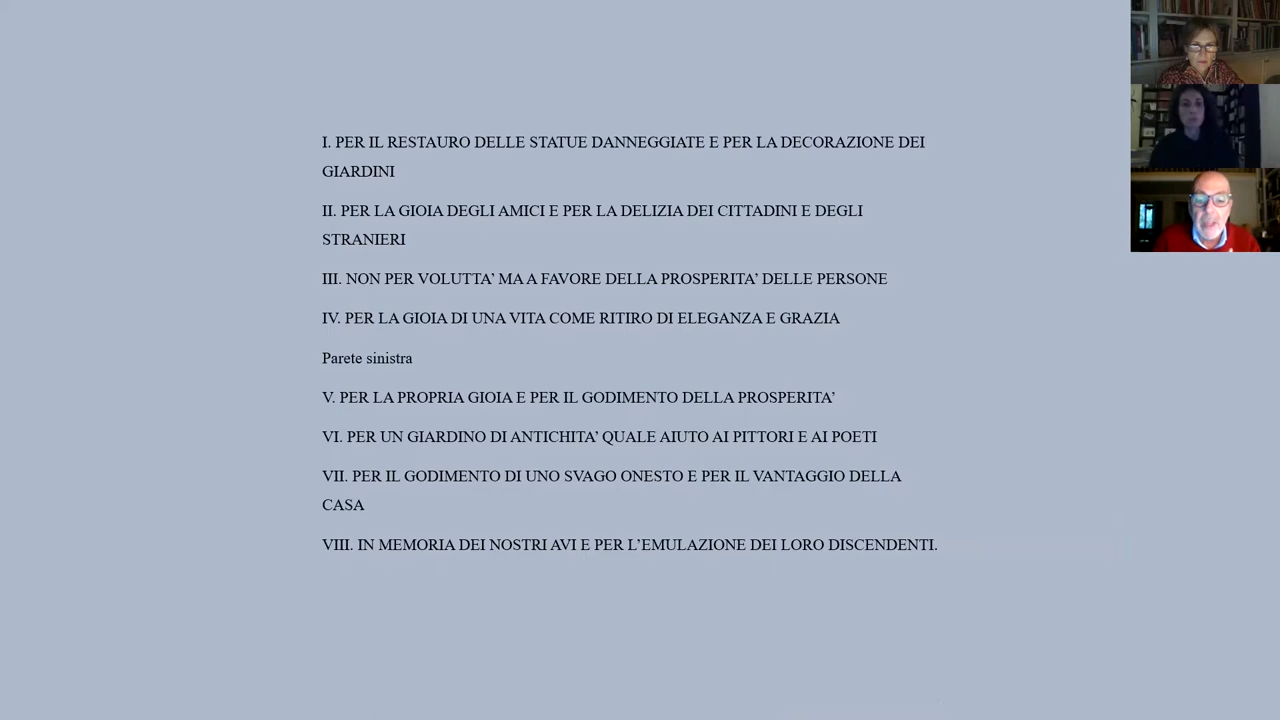 I. PER IL RESTAURO DELLE STATUE DANNEGGIATE E PER LA DECORAZIONE DEI
GIARDINI
II. PER LA GIOIA DEGLI AMICI E PER LA DELIZIA DEI CITTADINI E DEGLI
STRANIERI
III. NON PER VOLUTTA’ MA A FAVORE DELLA PROSPERITA’ DELLE PERSONE
IV. PER LA GIOIA DI UNA VITA COME RITIRO DI ELEGANZA E GRAZIA
Parete sinistra
V. PER LA PROPRIA GIOIA E PER IL GODIMENTO DELLA PROSPERITA’
VI. PER UN GIARDINO DI ANTICHITA’ QUALE AIUTO AI PITTORI E AI POETI
VII. PER IL GODIMENTO DI UNO SVAGO ONESTO E PER IL VANTAGGIO DELLA
CASA
VIII. IN MEMORIA DEI NOSTRI AVI E PER L’EMULAZIONE DEI LORO DISCENDENTI.